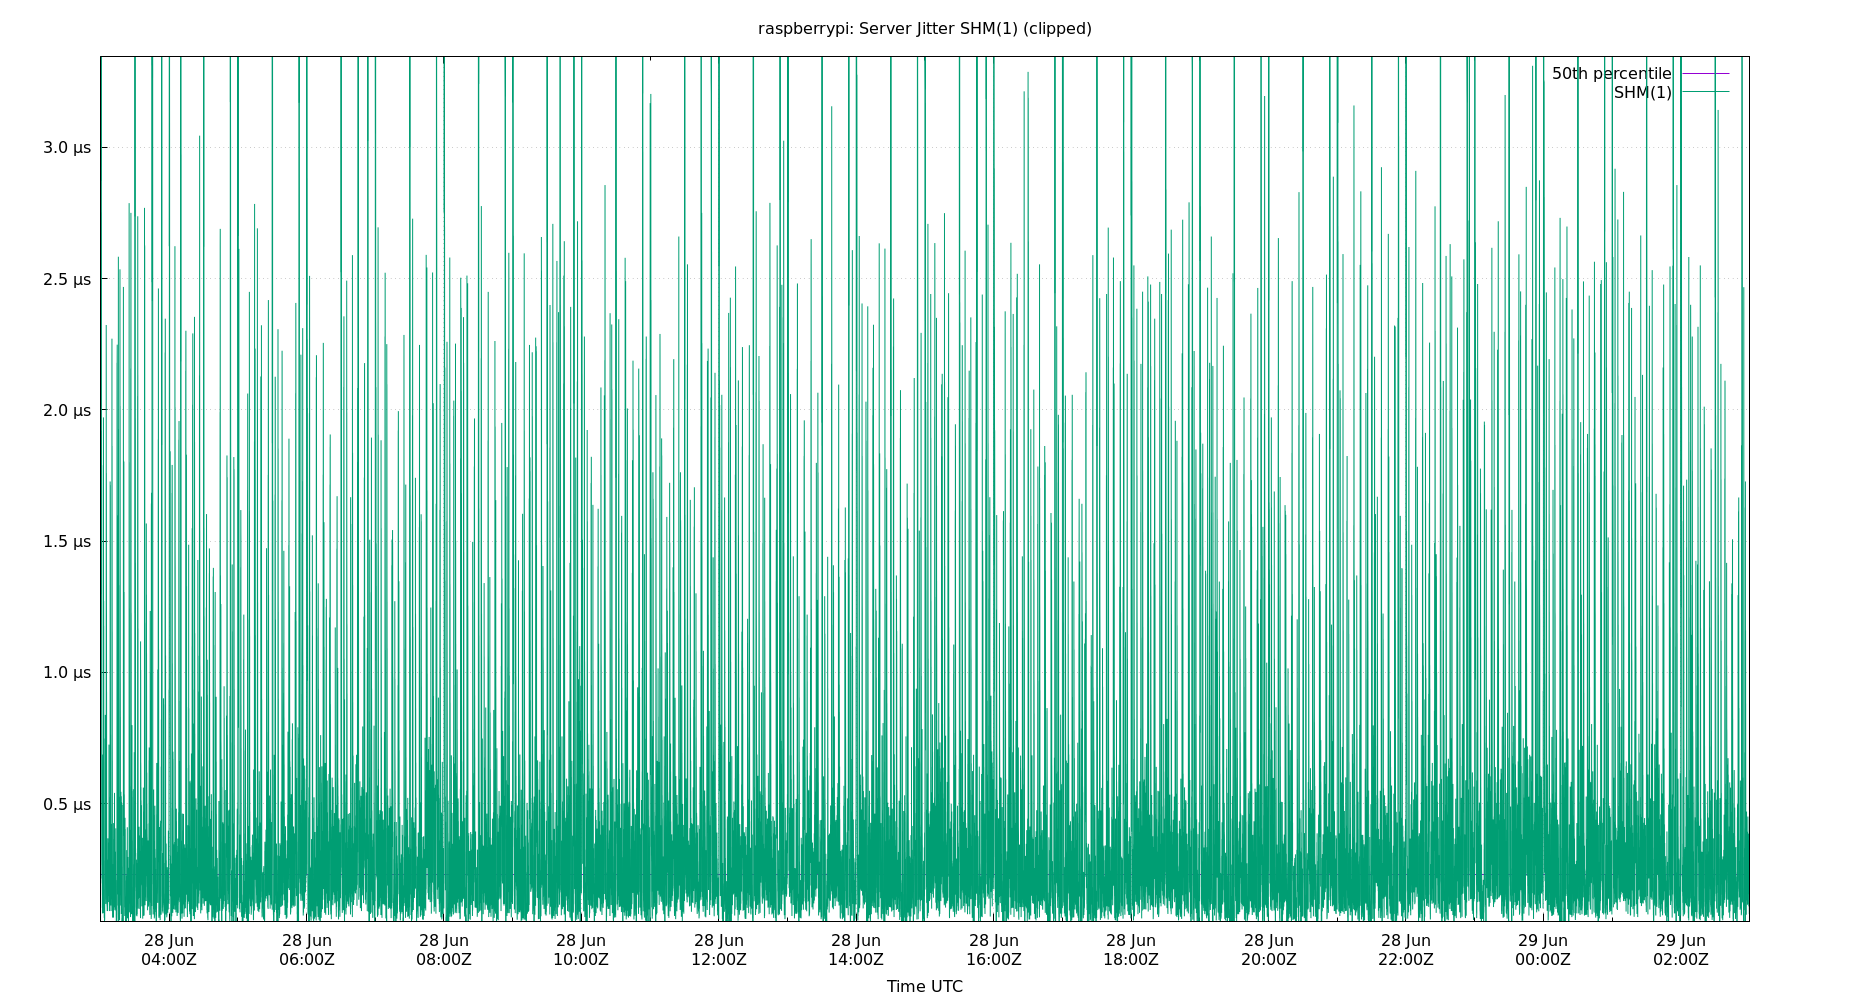 raspberrypi: Server Jitter SHM(1) (clipped)
50th percentile
SHM(1)
3.0 µs
2.5 µs
2.0 µs
1.5 µs
1.0 µs
0.5 µs
28 Jun 28 Jun 28 Jun 28 Jun 28 Jun 28 Jun 28 Jun 28 Jun 28 Jun 28 Jun 29 Jun 29 Jun
04:00Z 06:00Z 08:00Z 10:00Z 12:00Z 14:00Z 16:00Z 18:00Z 20:00Z 22:00Z 00:00Z 02:00Z
Time UTC